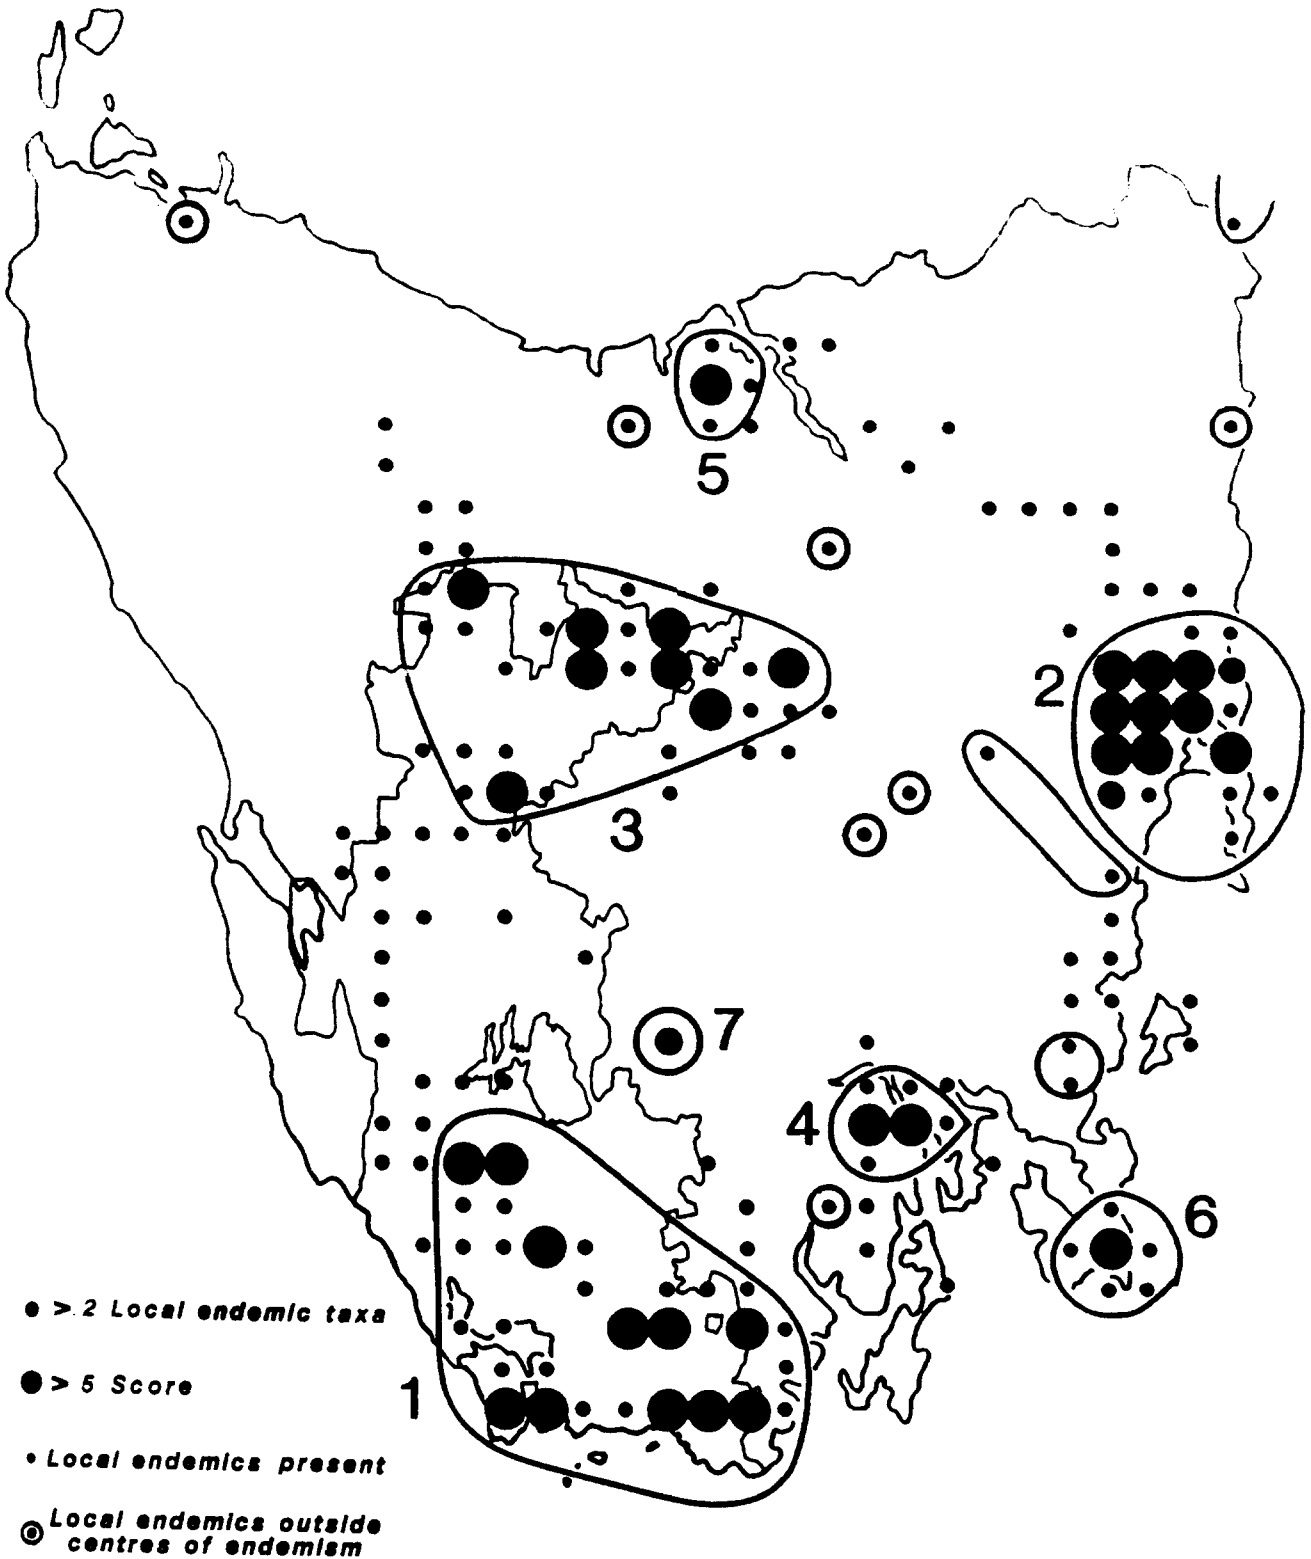 5
2
3
7
4
6
1
> 2 Local endemic taxa
> 5 Score
Local endemics present
Local endemics outside
centres of endemism